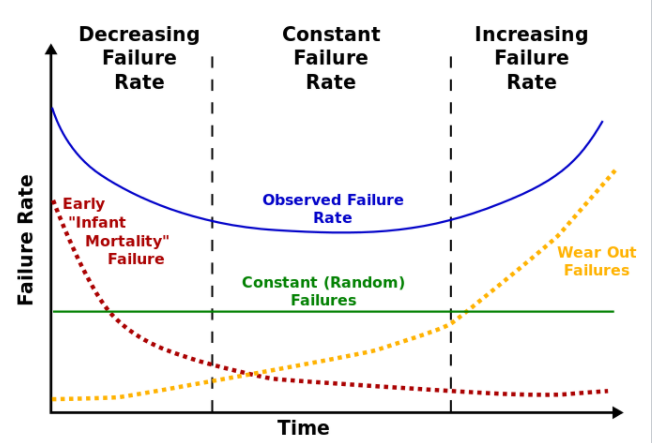 Decreasing
Failure
Rate
Constant
Failure
Rate
Increasing
Failure
Rate
Failure Rate
Early
"Infant
Mortality"
Failure
Observed Failure
Rate
Constant (Random)
Failures
Wear Out
Failures
Time